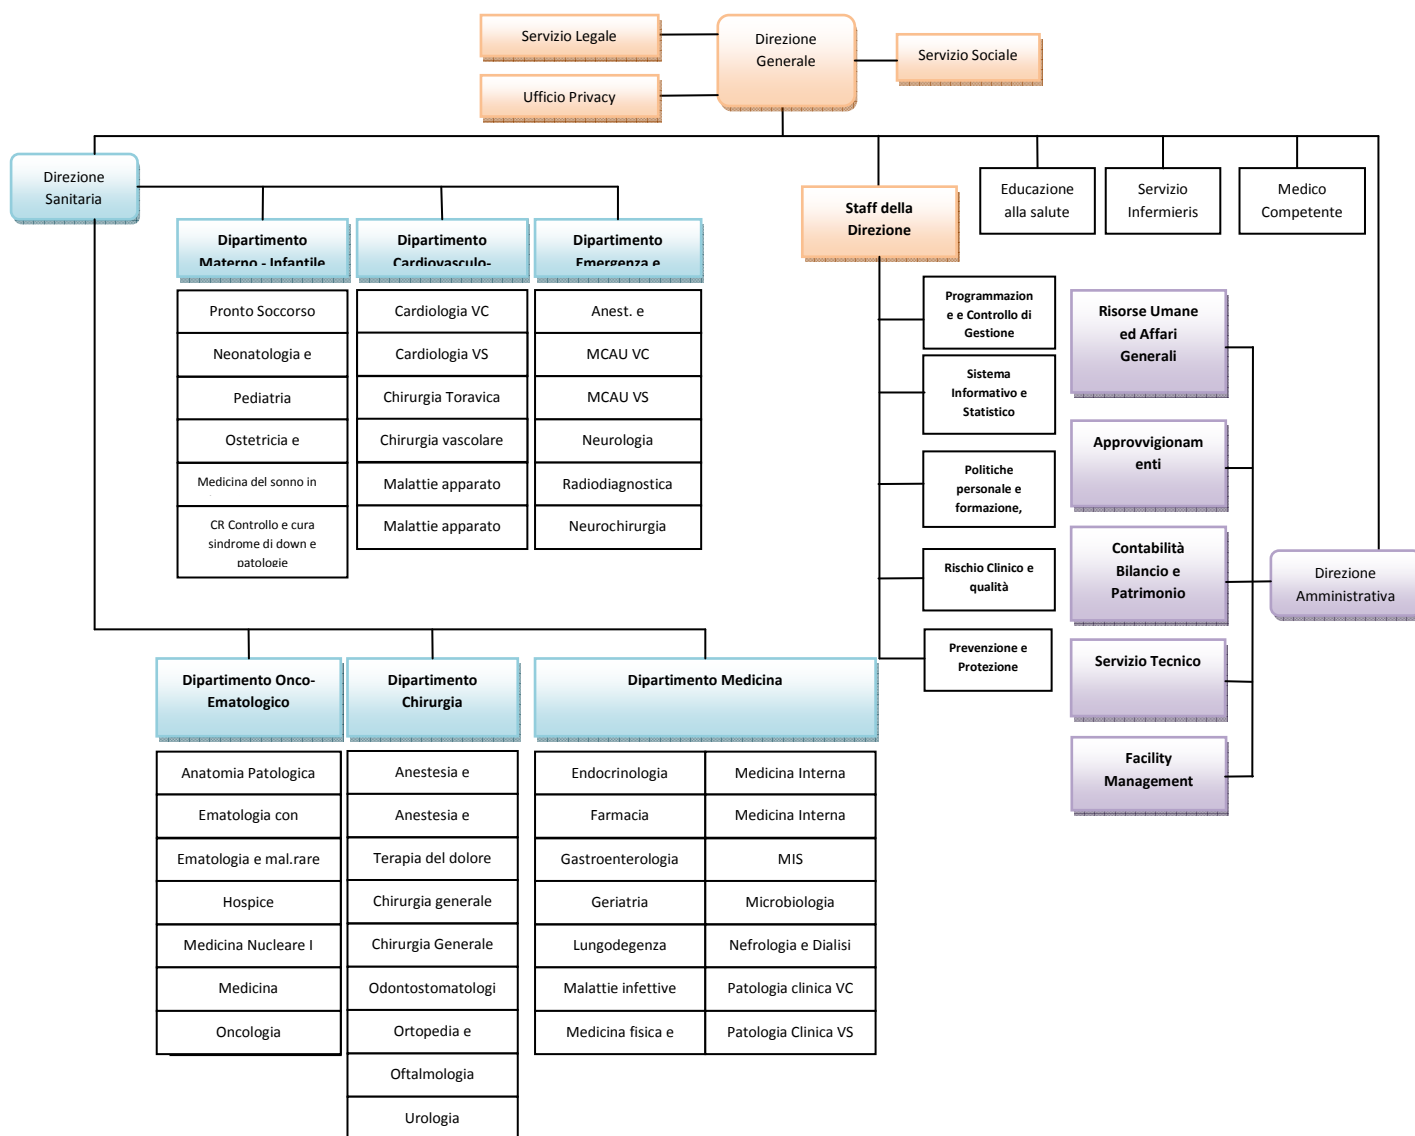 Servizio Legale
Direzione
Generale
Servizio Sociale
Ufficio Privacy
Direzione
Sanitaria
Educazione
alla salute
Servizio
Infermieris
Medico
Competente
Staff della
Direzione
Dipartimento
Materno - Infantile
Dipartimento
Cardiovasculo-
Dipartimento
Emergenza e
Pronto Soccorso
Neonatologia e
Pediatria
Ostetricia e
Medicina del sonno in
CR Controllo e cura
sindrome di down e
patologie
Cardiologia VC
Cardiologia VS
Chirurgia Toravica
Chirurgia vascolare
Malattie apparato
Malattie apparato
Anest. e
MCAU VC
MCAU VS
Neurologia
Radiodiagnostica
Neurochirurgia
Programmazion
e e Controllo di
Gestione
Sistema
Informativo e
Statistico
Politiche
personale e
formazione,
Rischio Clinico e
qualità
Prevenzione e
Protezione
Risorse Umane
ed Affari
Generali
Approvvigionam
enti
Contabilità
Bilancio e
Patrimonio
Servizio Tecnico
Facility
Management
Direzione
Amministrativa
Dipartimento Onco-
Ematologico
Dipartimento
Chirurgia
Dipartimento Medicina
Anatomia Patologica
Ematologia con
Ematologia e mal.rare
Hospice
Medicina Nucleare I
Medicina
Oncologia
Anestesia e
Anestesia e
Terapia del dolore
Chirurgia generale
Chirurgia Generale
Odontostomatologi
Ortopedia e
Oftalmologia
Urologia
Endocrinologia
Farmacia
Gastroenterologia
Geriatria
Lungodegenza
Malattie infettive
Medicina fisica e
Medicina Interna
Medicina Interna
MIS
Microbiologia
Nefrologia e Dialisi
Patologia clinica VC
Patologia Clinica VS